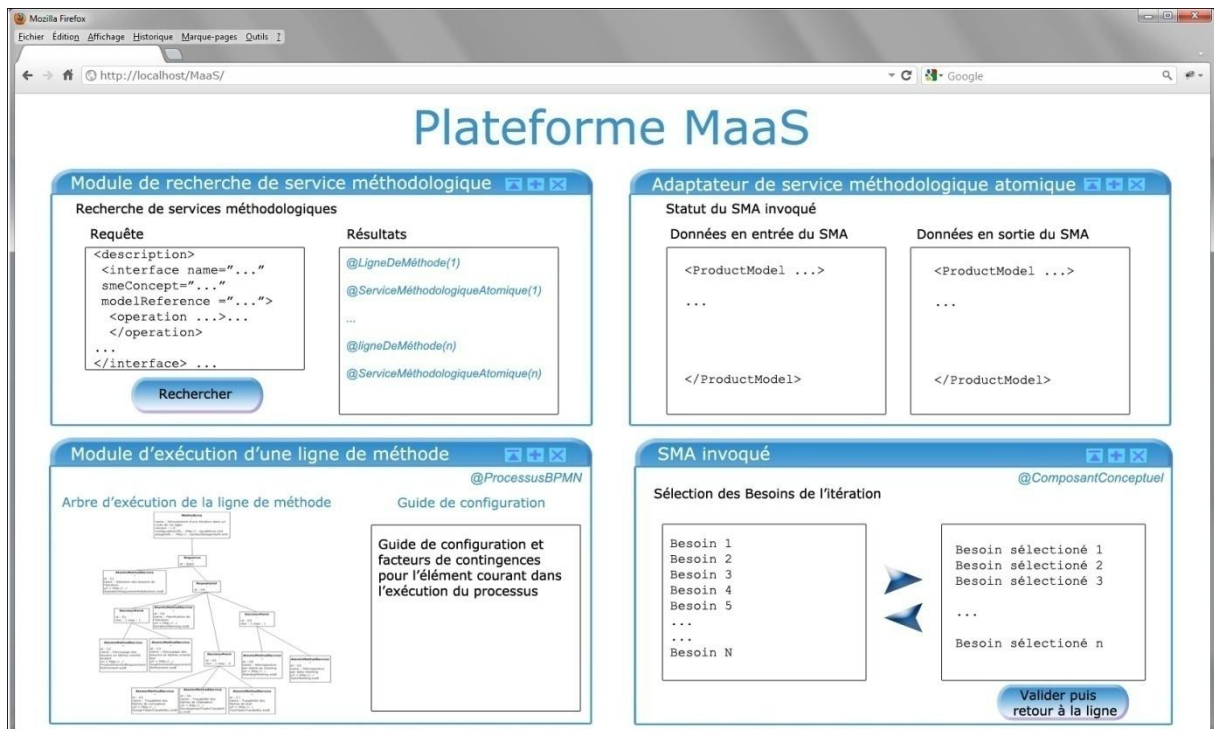 Mozilla Firefox
Fichier Édition Affichage Historique Marque-pages Outils ?
http://localhost/MaaS/
Google
Plateforme MaaS
Module de recherche de service méthodologique
Recherche de services méthodologiques
Requête
<description>
<interface name="..."
smeConcept="..."
modelReference ="...">
<operation ...>...
</operation>
...
</interface> ...
Rechercher
Résultats
@LigneDeMéthode(1)
@ServiceMéthodologiqueAtomique(1)
...
@ligneDeMéthode(n)
@ServiceMéthodologiqueAtomique(n)
Adaptateur de service méthodologique atomique
Statut du SMA invoqué
Données en entrée du SMA
<ProductModel ...>
...
</ProductModel>
Données en sortie du SMA
<ProductModel ...>
...
</ProductModel>
Module d'exécution d'une ligne de méthode
@ProcessusBPMN
Arbre d'exécution de la ligne de méthode
Guide de configuration
Guide de configuration et
facteurs de contingences
pour l'élément courant dans
l'exécution du processus
SMA invoqué
@ComposantConceptuel
Sélection des Besoins de l'itération
Besoin 1
Besoin 2
Besoin 3
Besoin 4
Besoin 5
...
...
Besoin N
Besoin sélectioné 1
Besoin sélectioné 2
Besoin sélectioné 3
...
Besoin sélectioné n
Valider puis
retour à la ligne